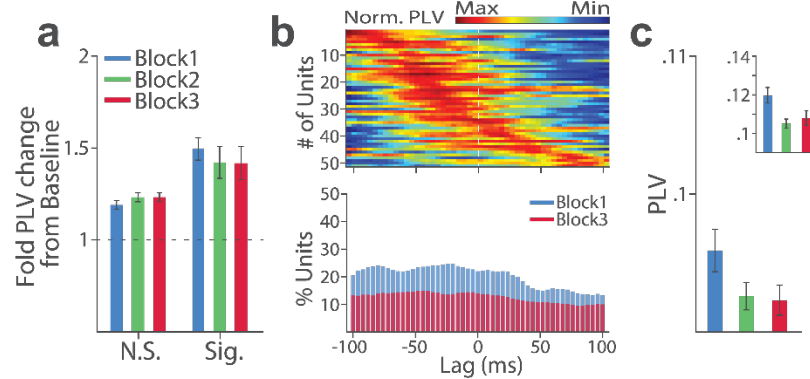 a
2
1.5
1
Fold PLV change
from Baseline
Block1
Block2
Block3
N.S.
Sig.
b
Norm. PLV
Max
Min
10
20
30
40
50
# of Units
50
40
30
20
10
% Units
Block1
Block3
-100
-50
0
50
100
Lag (ms)
c
.11
.1
PLV
.14
.12
.1